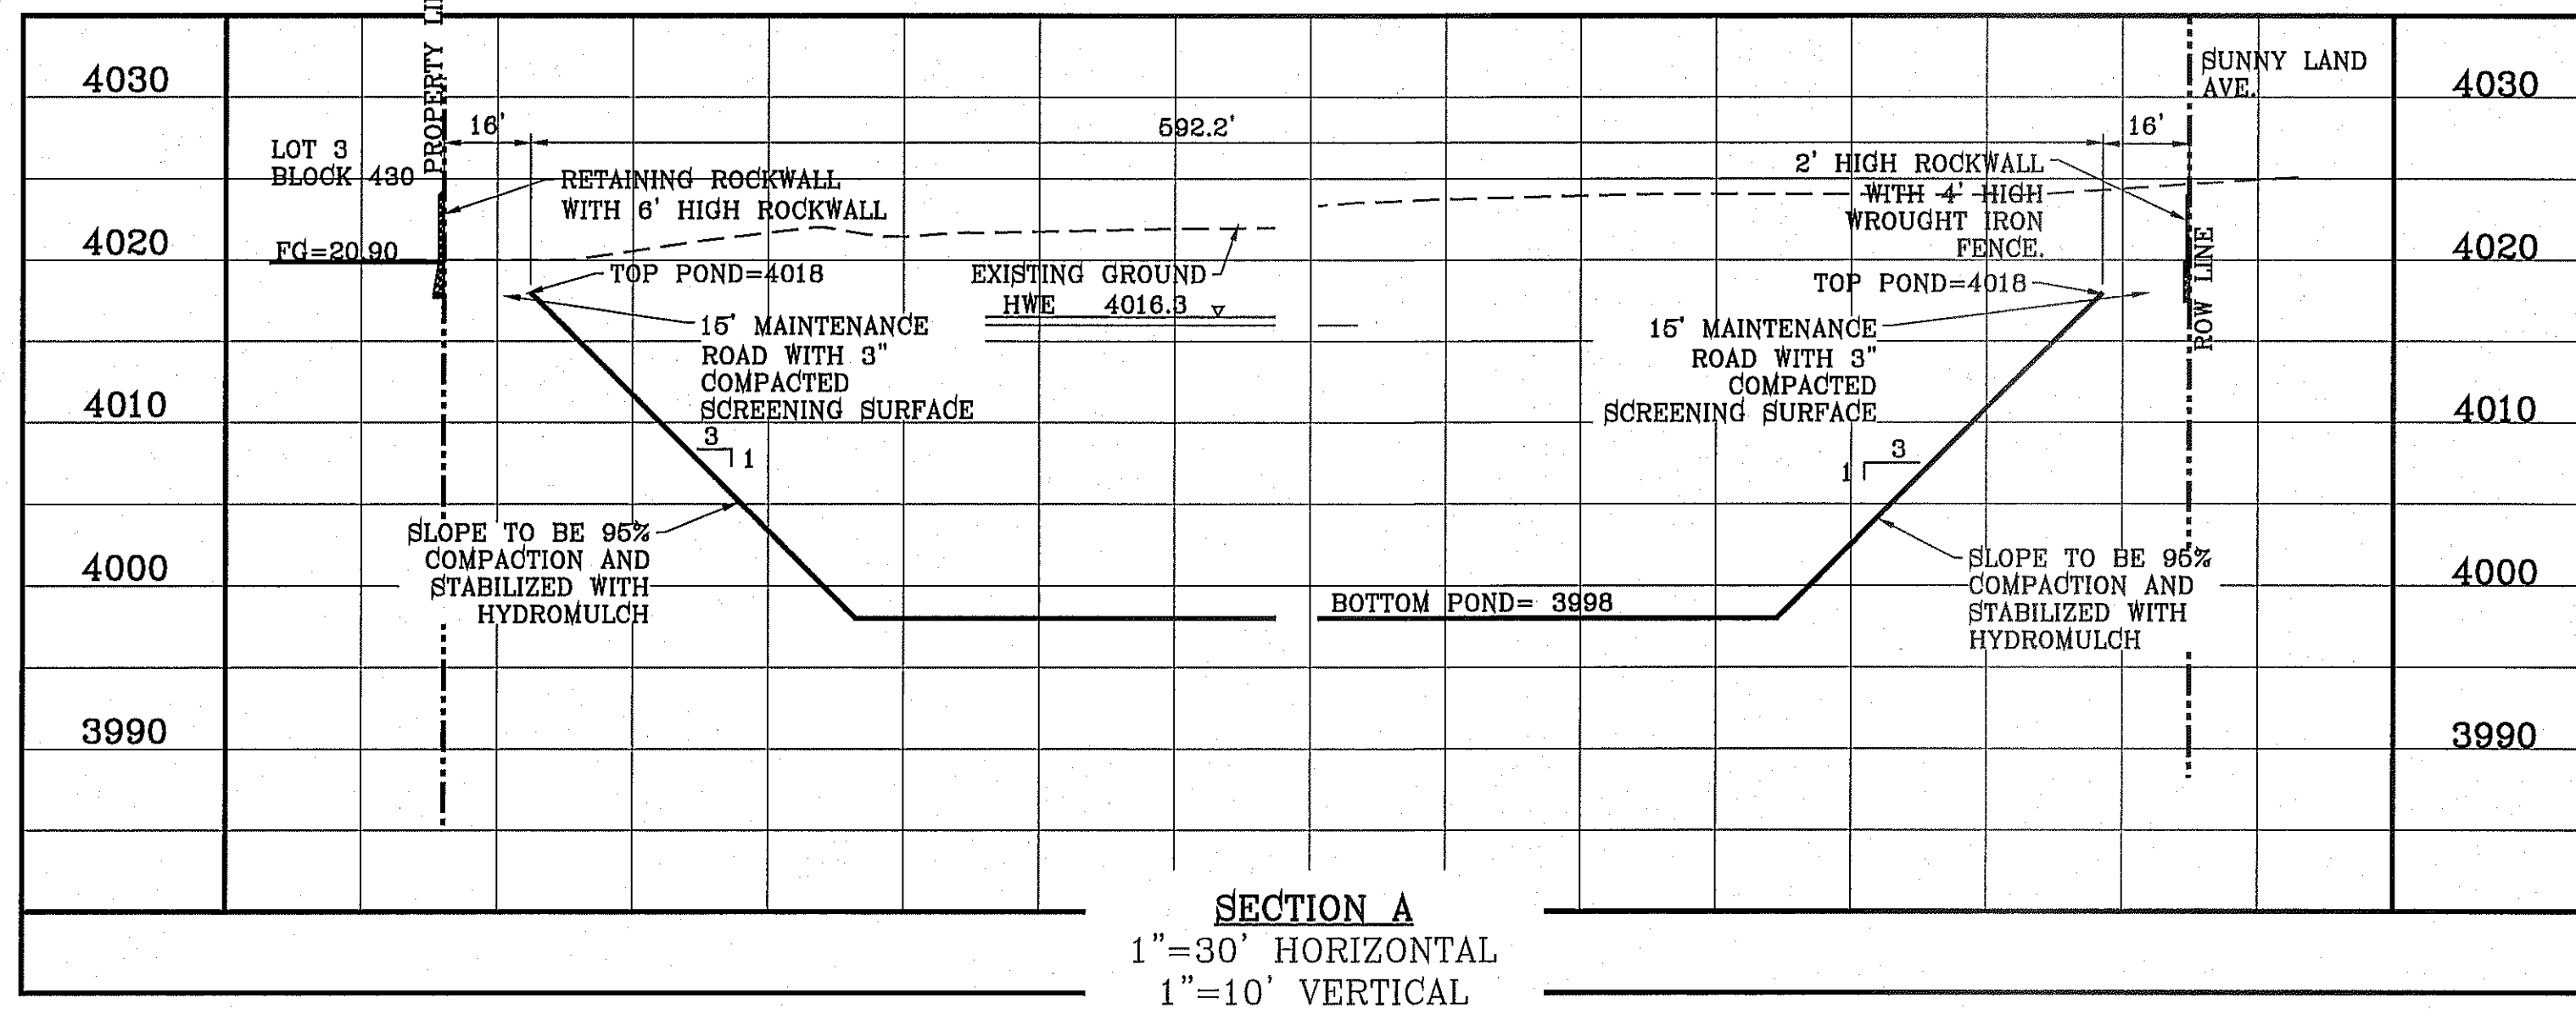 PROPERTY LI
SUNNY LAND
AVE.
4030
4030
16'
592.2'
16'
LOT 3
BLOCK 430
RETAINING ROCKWALL
WITH 6' HIGH ROCKWALL
2' HIGH ROCKWALL
WITH 4' HIGH
WROUGHT IRON
FENCE.
4020
FG=20.90
4020
ROW LINE
TOP POND=4018
EXISTING GROUND
HWE 4016.3
TOP POND=4018
15' MAINTENANCE
ROAD WITH 3"
COMPACTED
SCREENING SURFACE
15' MAINTENANCE
ROAD WITH 3"
COMPACTED
SCREENING SURFACE
4010
4010
3
1
3
1
SLOPE TO BE 95%
COMPACTION AND
STABILIZED WITH
HYDROMULCH
SLOPE TO BE 95%
COMPACTION AND
STABILIZED WITH
HYDROMULCH
4000
4000
BOTTOM POND= 3998
3990
3990
SECTION A
1"=30' HORIZONTAL
1"=10' VERTICAL